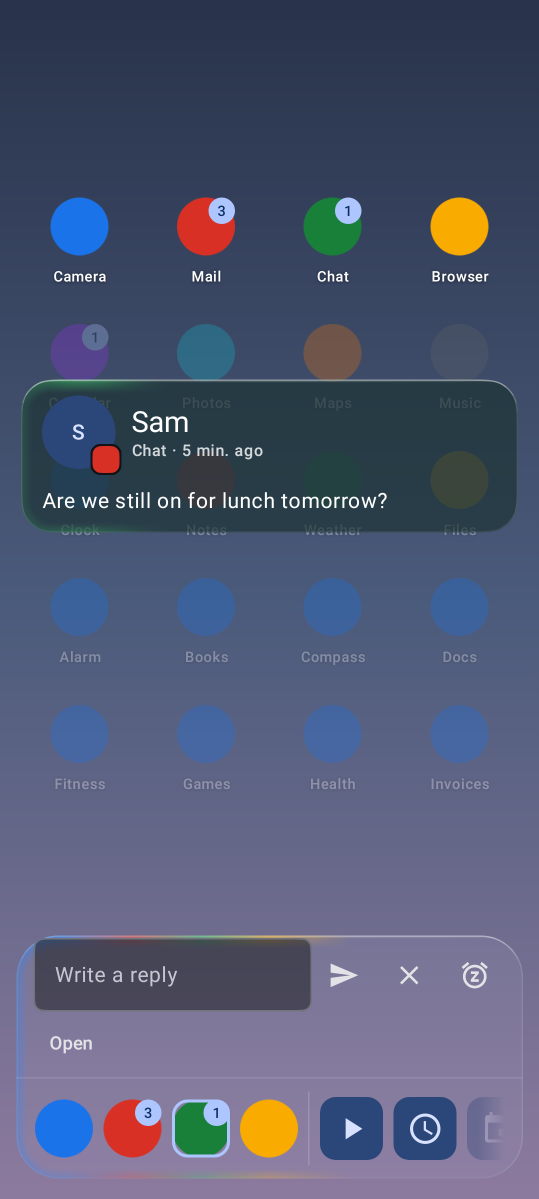 3
1
Camera
Mail
Chat
Browser
1
Photos
Maps
Music
S
Sam
Chat · 5 min. ago
Are we still on for lunch tomorrow?
Clock
Notes
Weather
Files
Alarm
Books
Compass
Docs
Fitness
Games
Health
Invoices
Write a reply
Z
Open
3
1